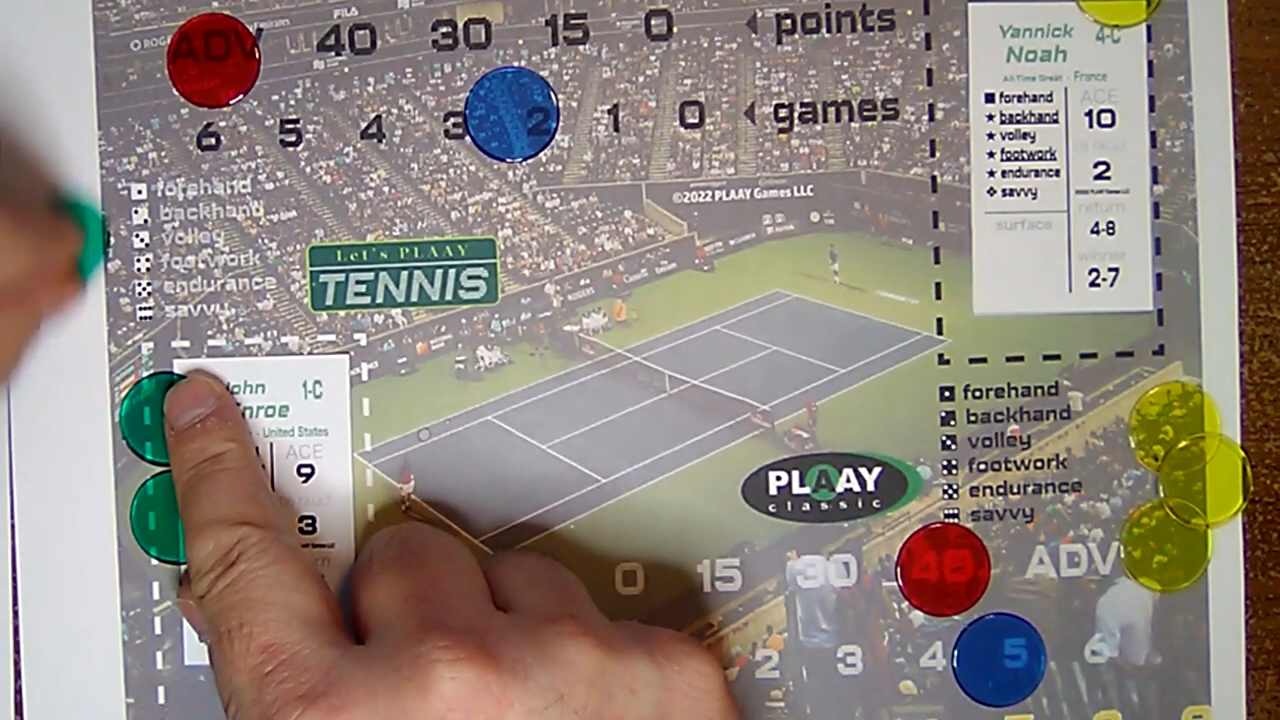 FILA
ADV 40 30 15 0 ◂ points
6 5 4 3 2 1 0 ◂ games
forehand
backhand
volley
footwork
endurance
savvy
©2022 PLAAY Games LLC
Let's PLAAY
TENNIS
Yannick 4-C
Noah
All-Time Great · France
forehand
backhand
volley
footwork
endurance
savvy
surface
ACE
10
2
return
4-8
winner
2-7
John 1-C
United States
ACE
9
3
PLAAY
classic
forehand
backhand
volley
footwork
endurance
savvy
0 15 30 40 ADV
2 3 4 5 6